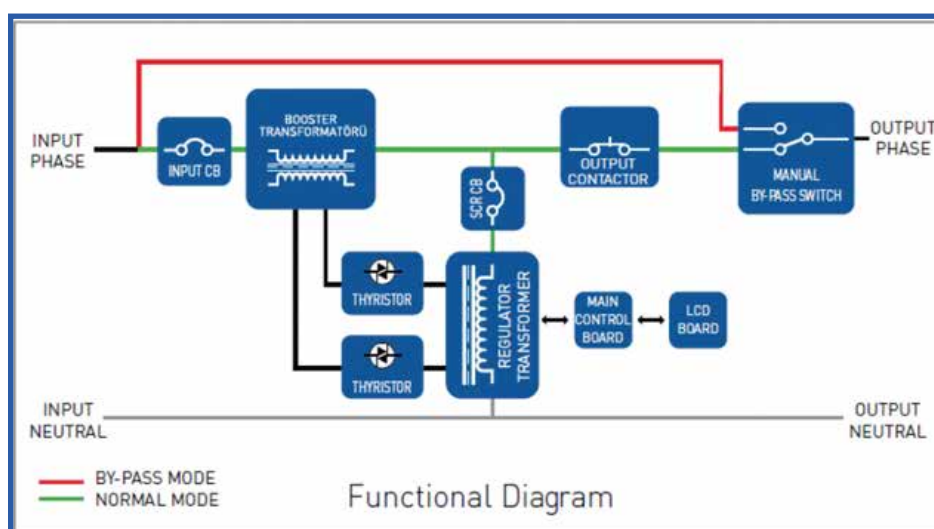 INPUT
PHASE
INPUT CB
BOOSTER
TRANSFORMATÖRÜ
OUTPUT
CONTACTOR
MANUAL
BY-PASS SWITCH
OUTPUT
PHASE
SCR CB
THYRISTOR
THYRISTOR
REGULATOR
TRANSFORMER
MAIN
CONTROL
BOARD
LCD
BOARD
INPUT
NEUTRAL
OUTPUT
NEUTRAL
BY-PASS MODE
NORMAL MODE
Functional Diagram